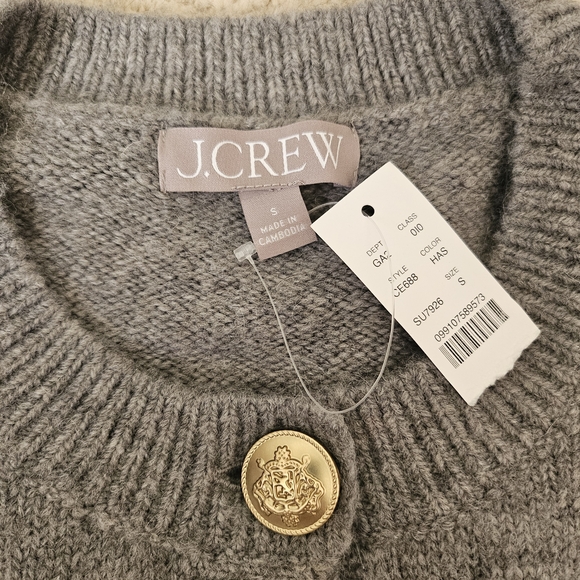 J.CREW
S
MADE IN
CAMBODIA
DEPT CLASS
010
STYLE COLOR
CE688 HAS
SIZE
SU7926 S
099107589573